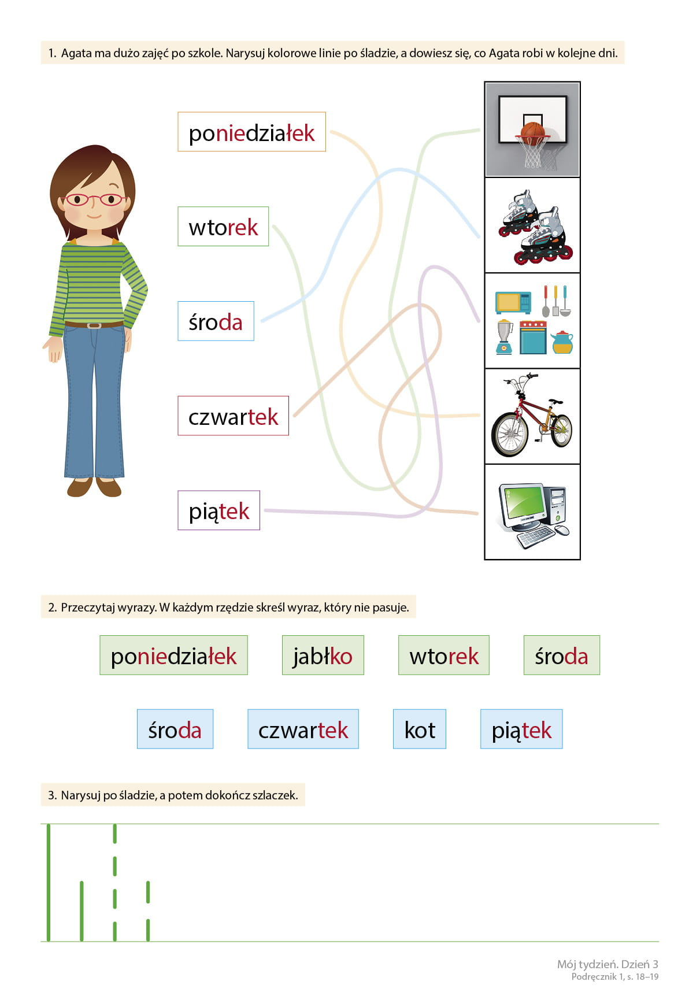 1. Agata ma dużo zajęć po szkole. Narysuj kolorowe linie po śladzie, a dowiesz się, co Agata robi w kolejne dni.
poniedziałek
wtorek
środa
czwartek
piątek
2. Przeczytaj wyrazy. W każdym rzędzie skreśl wyraz, który nie pasuje.
poniedziałek jabłko wtorek środa
środa czwartek kot piątek
3. Narysuj po śladzie, a potem dokończ szlaczek.
Mój tydzień. Dzień 3
Podręcznik 1, s. 18–19